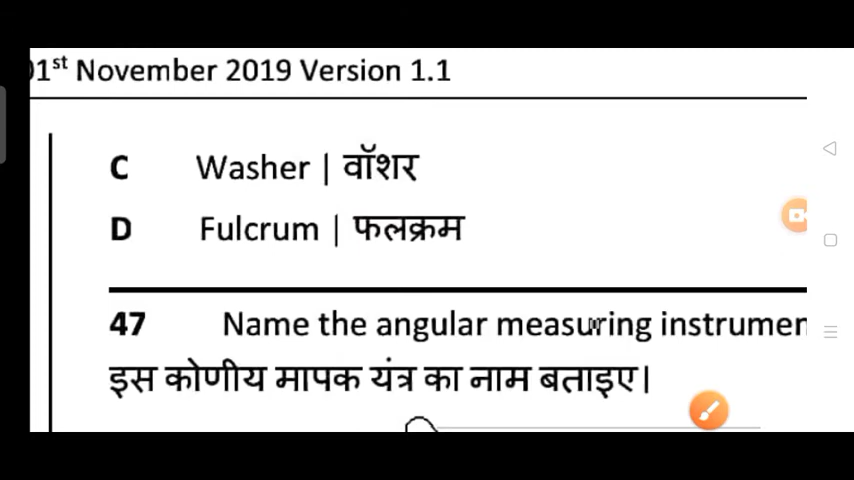 01st November 2019 Version 1.1
C Washer | वॉशर
D Fulcrum | फलक्रम
47 Name the angular measuring instrumen
इस कोणीय मापक यंत्र का नाम बताइए।